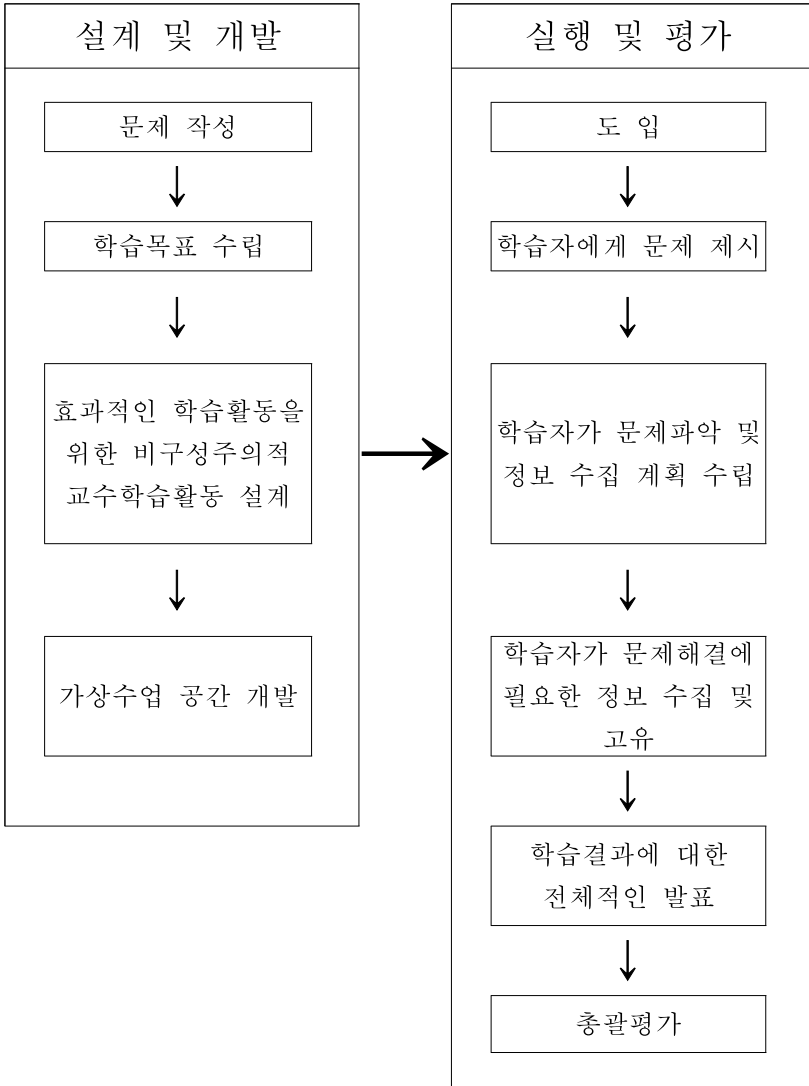 설계 및 개발
문제 작성
학습목표 수립
효과적인 학습활동을
위한 비구성주의적
교수학습활동 설계
가상수업 공간 개발
실행 및 평가
도 입
학습자에게 문제 제시
학습자가 문제파악 및
정보 수집 계획 수립
학습자가 문제해결에
필요한 정보 수집 및
고유
학습결과에 대한
전체적인 발표
총괄평가